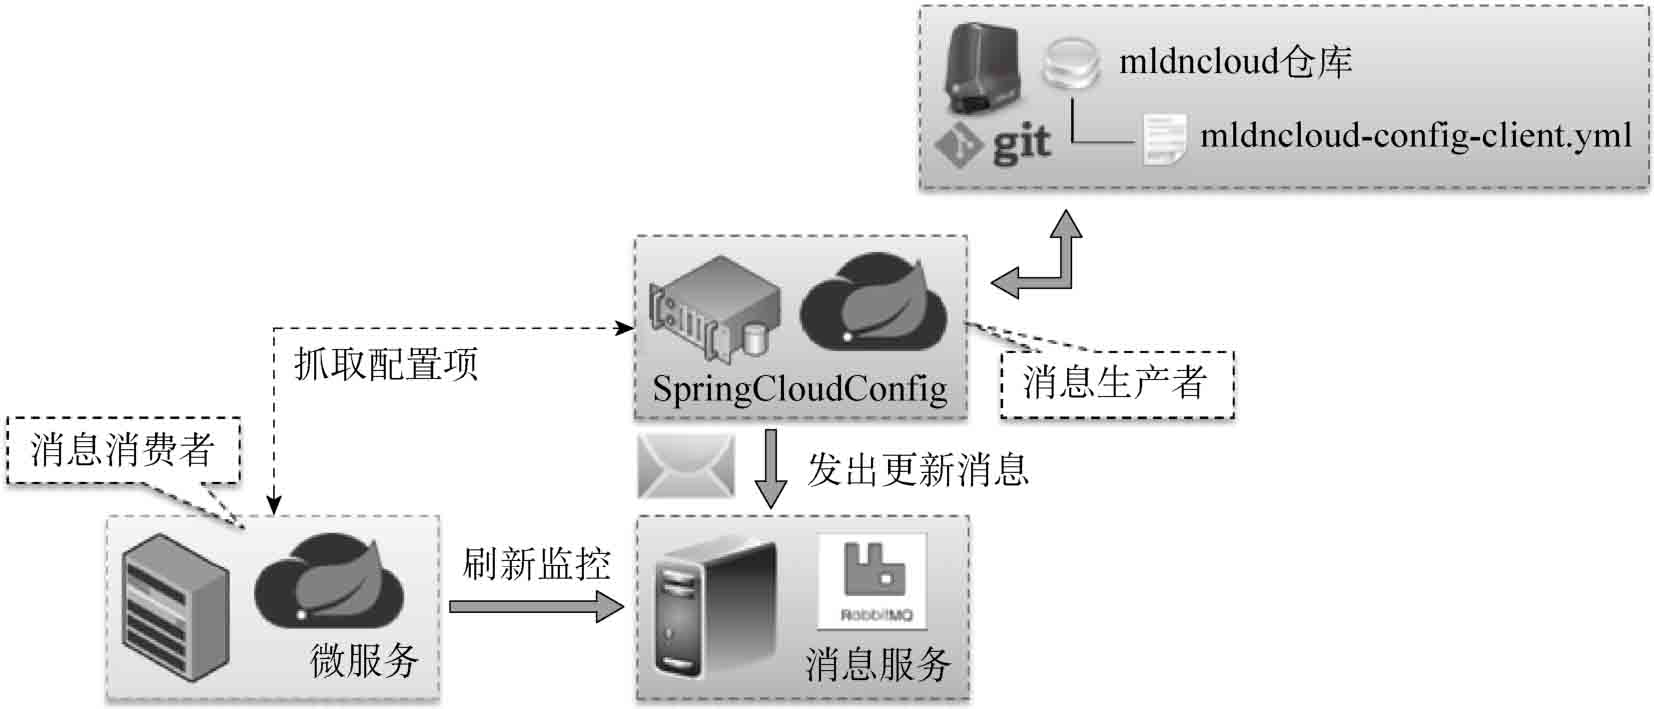 mldncloud仓库
git
mldncloud-config-client.yml
SpringCloudConfig
消息生产者
抓取配置项
消息消费者
发出更新消息
刷新监控
微服务
RabbitMQ
消息服务